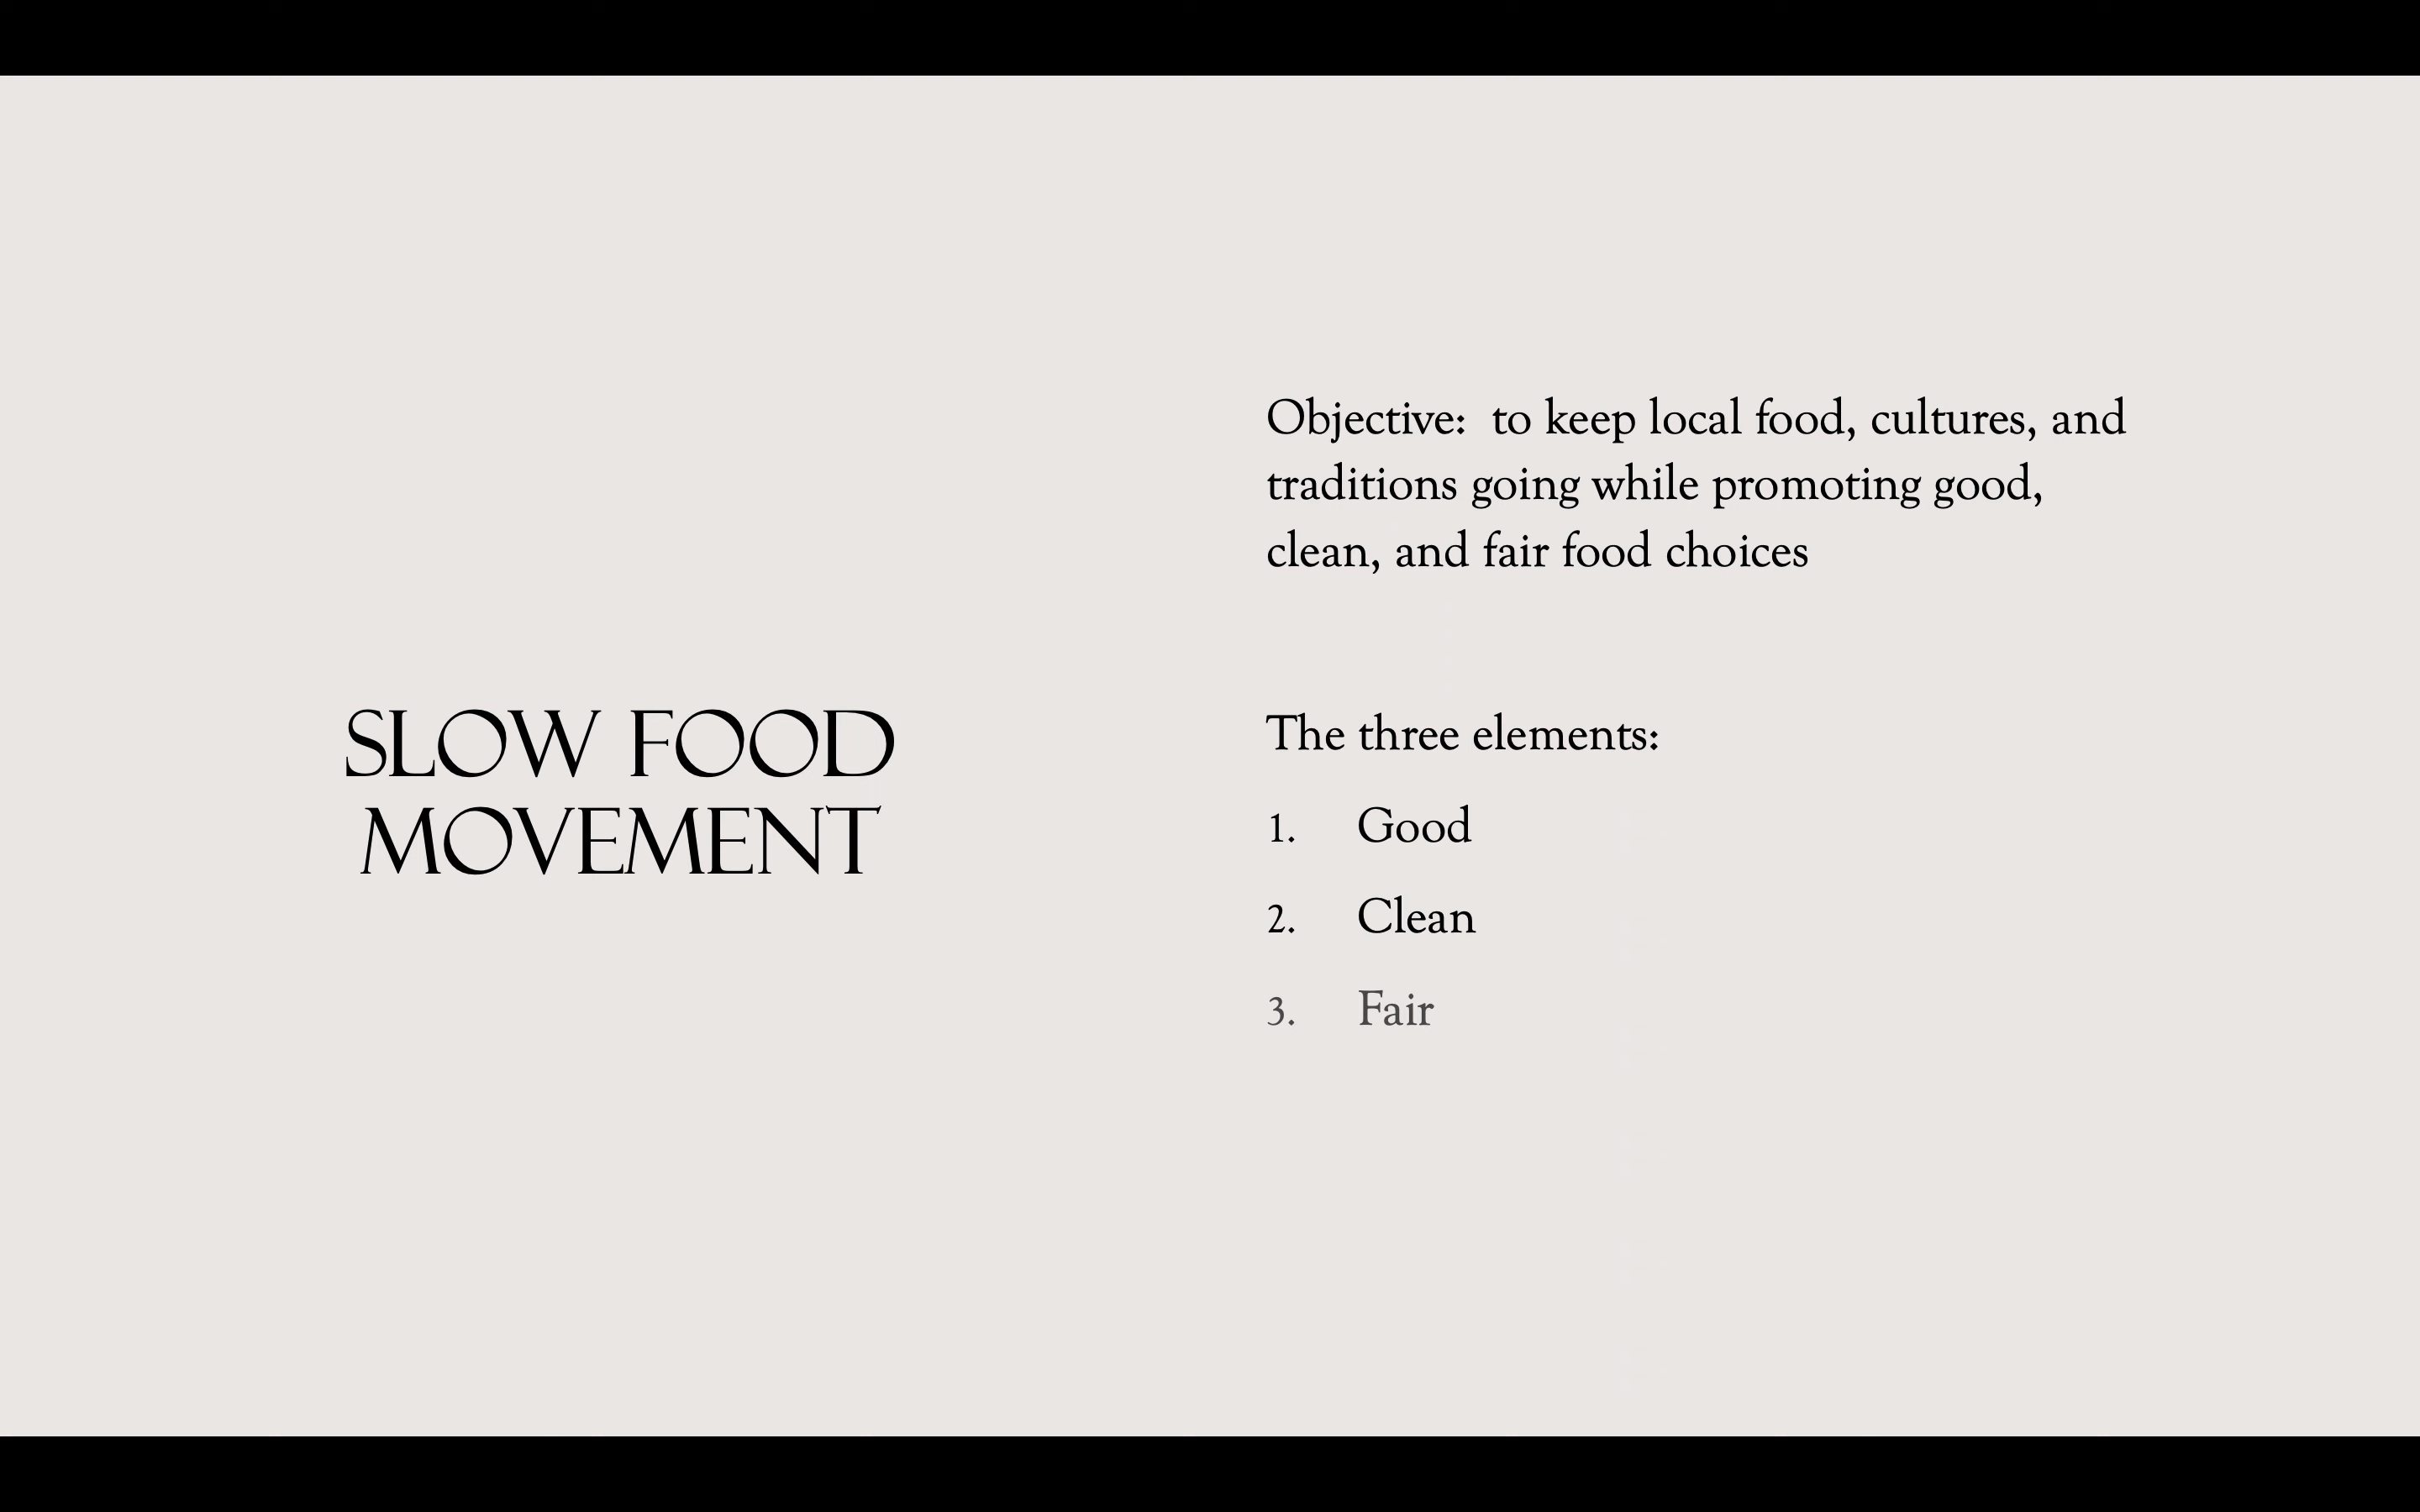 SLOW FOOD
MOVEMENT
Objective:  to keep local food, cultures, and
traditions going while promoting good,
clean, and fair food choices
The three elements:
1. Good
2. Clean
3. Fair